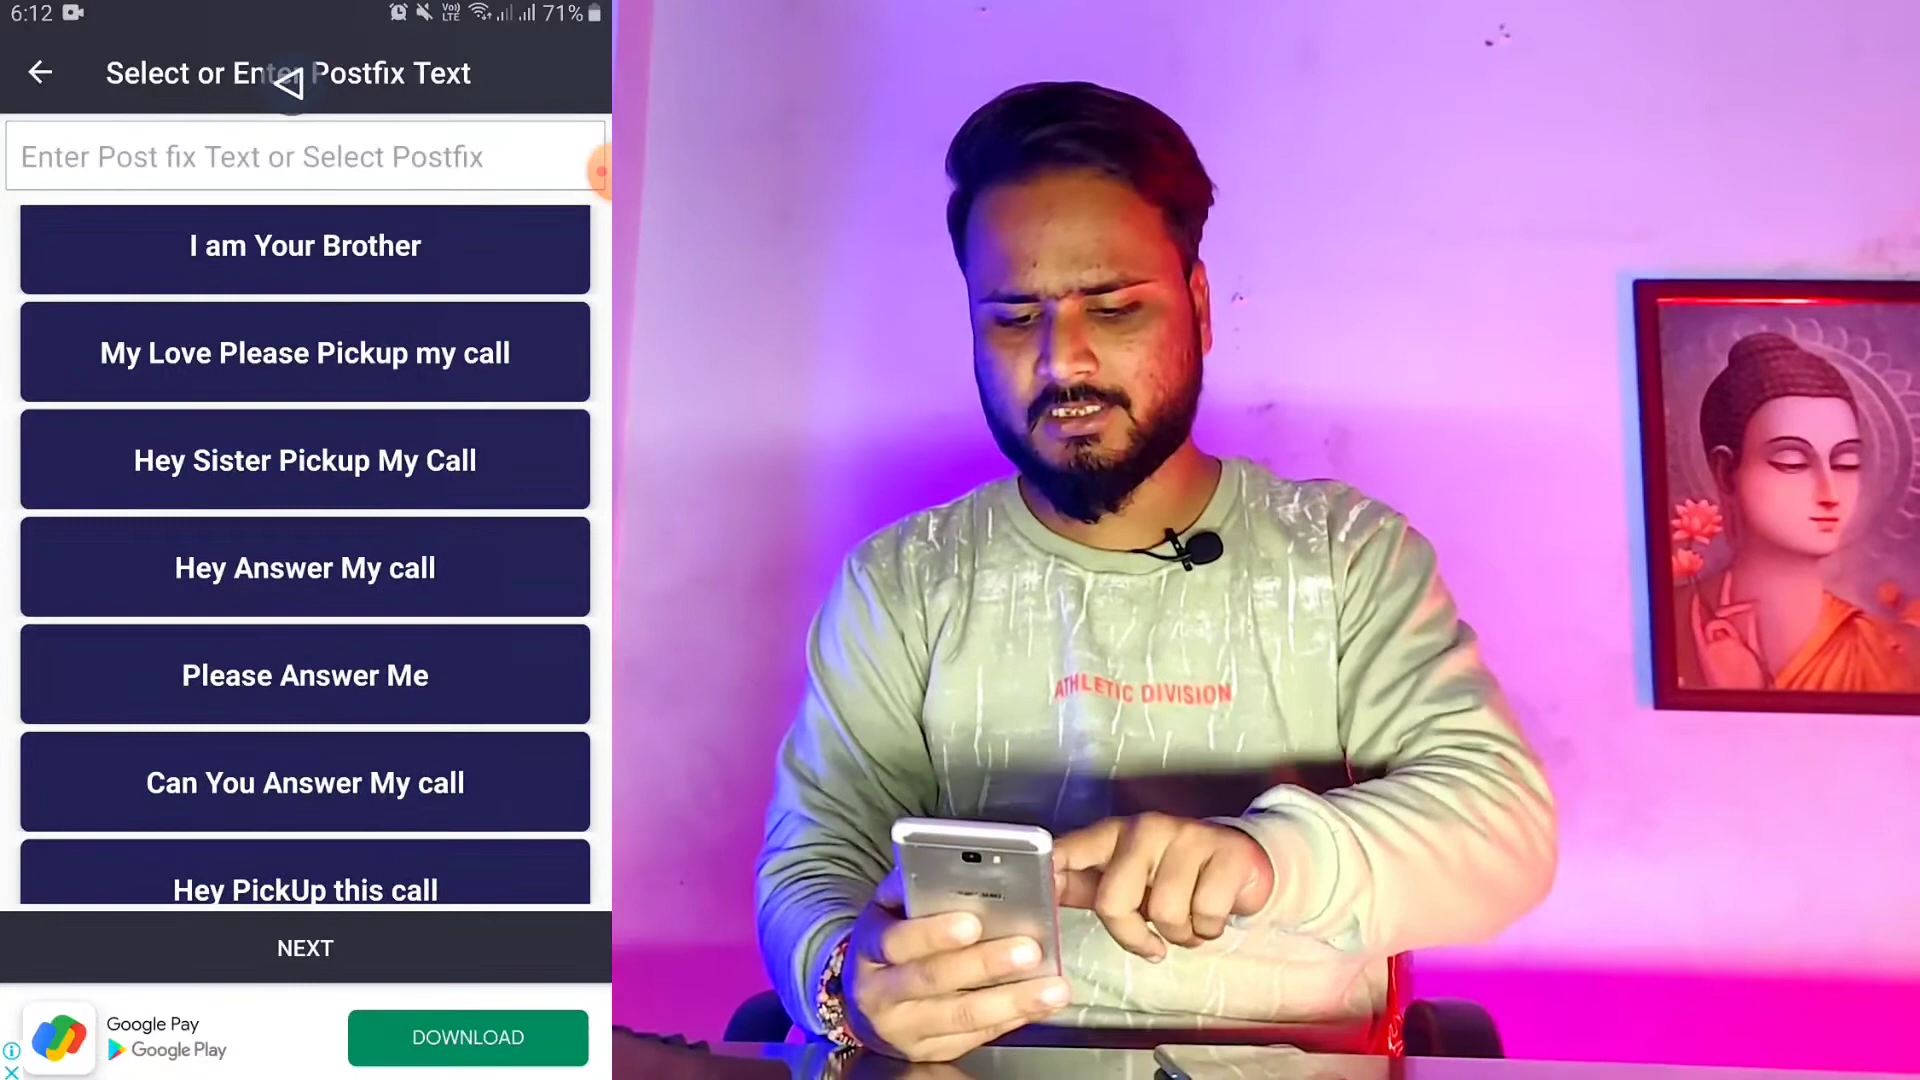 6:12
Vo)
LTE
71%
Select or Enter Postfix Text
Enter Post fix Text or Select Postfix
I am Your Brother
My Love Please Pickup my call
Hey Sister Pickup My Call
Hey Answer My call
Please Answer Me
Can You Answer My call
Hey PickUp this call
NEXT
Google Pay
Google Play
DOWNLOAD
ATHLETIC DIVISION